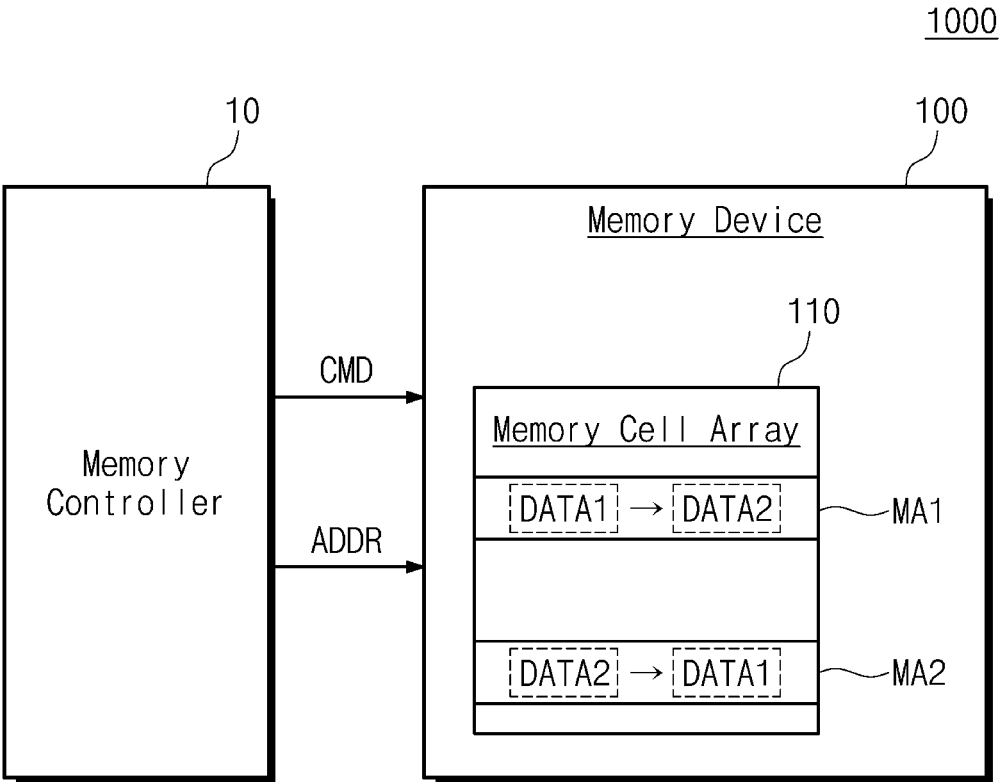 1000
10
100
Memory Device
110
CMD
Memory Cell Array
Memory
Controller
DATA1 → DATA2
MA1
ADDR
DATA2 → DATA1
MA2